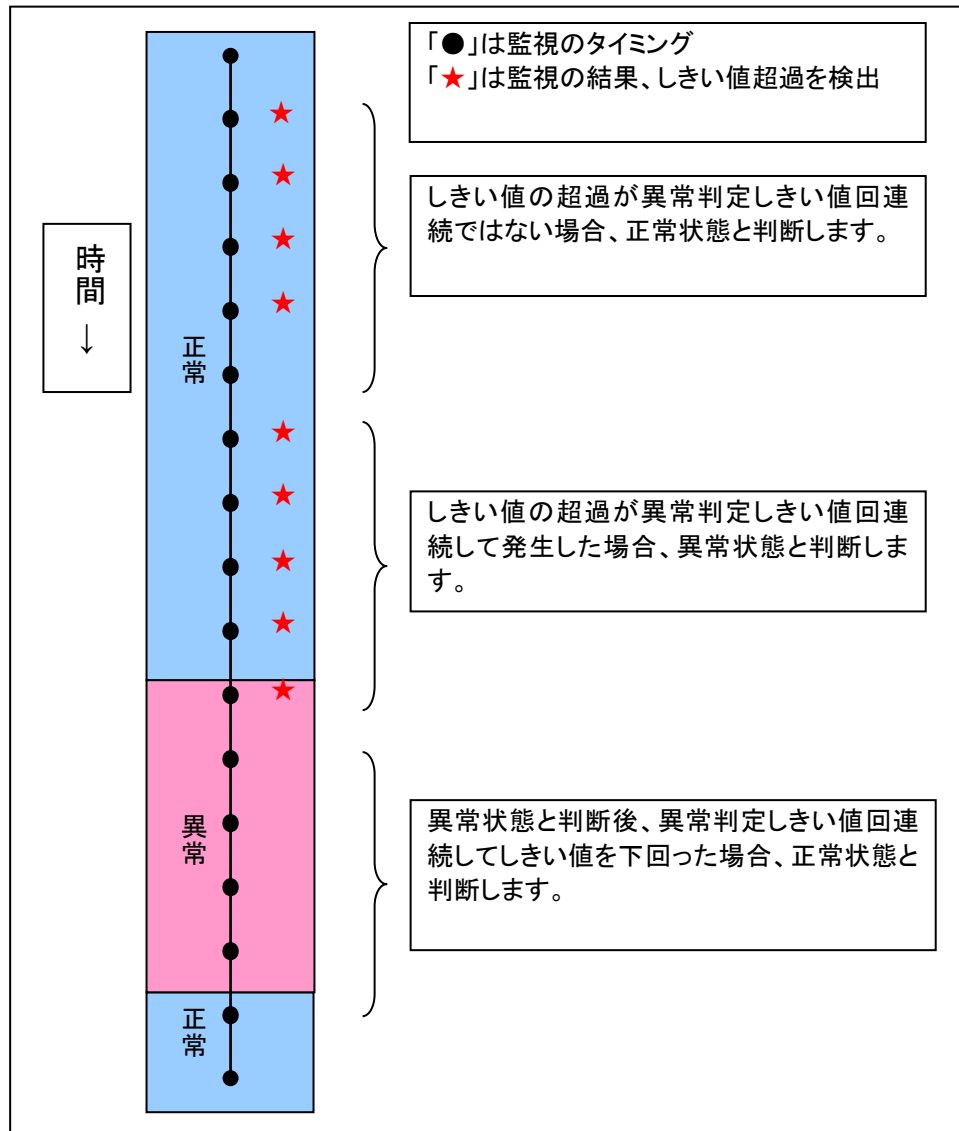 「●」は監視のタイミング
「★」は監視の結果、しきい値超過を検出
しきい値の超過が異常判定しきい値回連
続ではない場合、正常状態と判断します。
時間
↓
正常
しきい値の超過が異常判定しきい値回連
続して発生した場合、異常状態と判断しま
す。
異常
異常状態と判断後、異常判定しきい値回連
続してしきい値を下回った場合、正常状態と
判断します。
正常